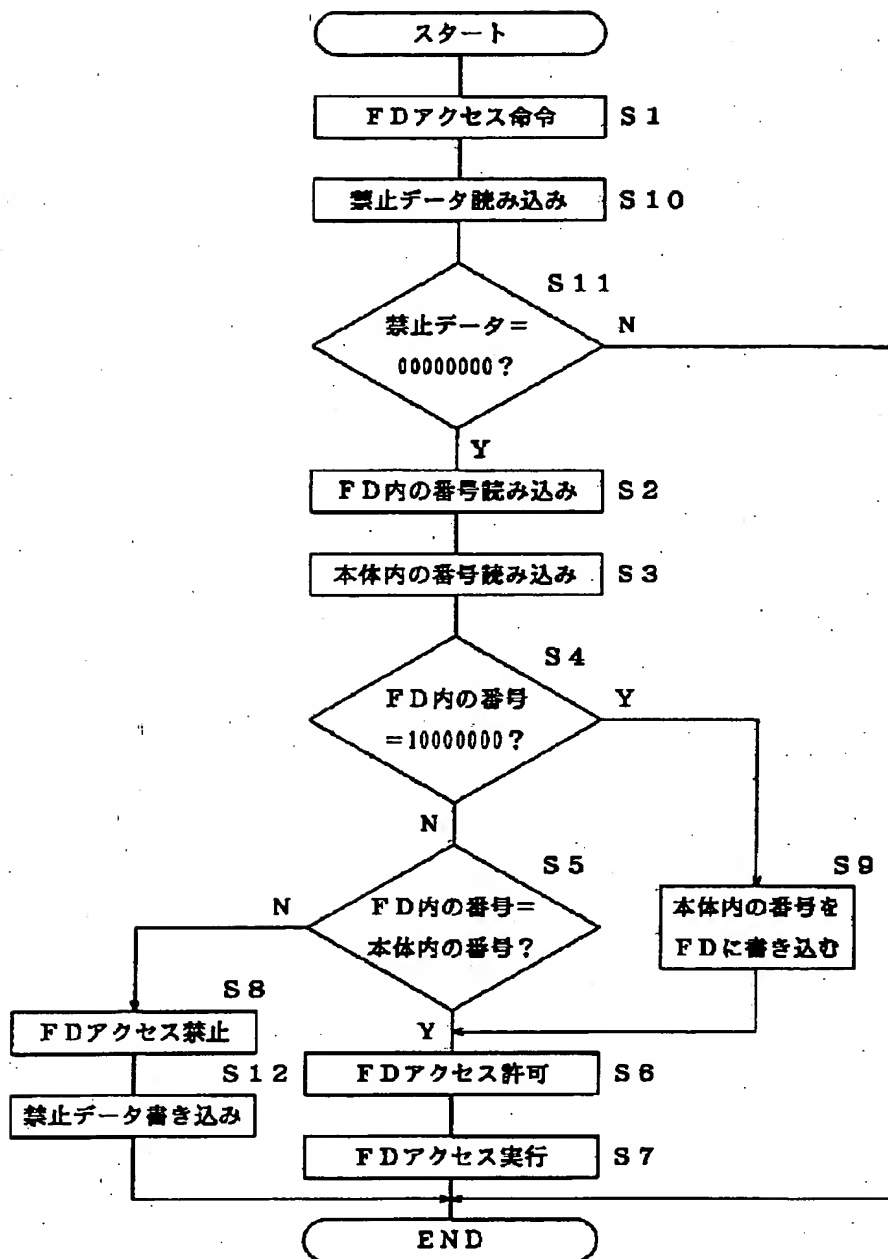 スタート
FDアクセス命令
S1
禁止データ読み込み
S10
S11
禁止データ=
00000000?
N
Y
FD内の番号読み込み
S2
本体内の番号読み込み
S3
S4
FD内の番号
=10000000?
Y
N
S5
FD内の番号=
本体内の番号?
N
S9
本体内の番号を
FDに書き込む
S8
FDアクセス禁止
Y
S12
禁止データ書き込み
FDアクセス許可
S6
FDアクセス実行
S7
END